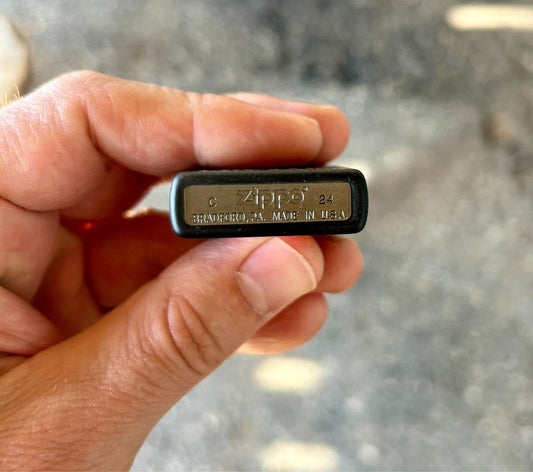 C Zippo 24
BRADFORD, PA. MADE IN U.S.A.